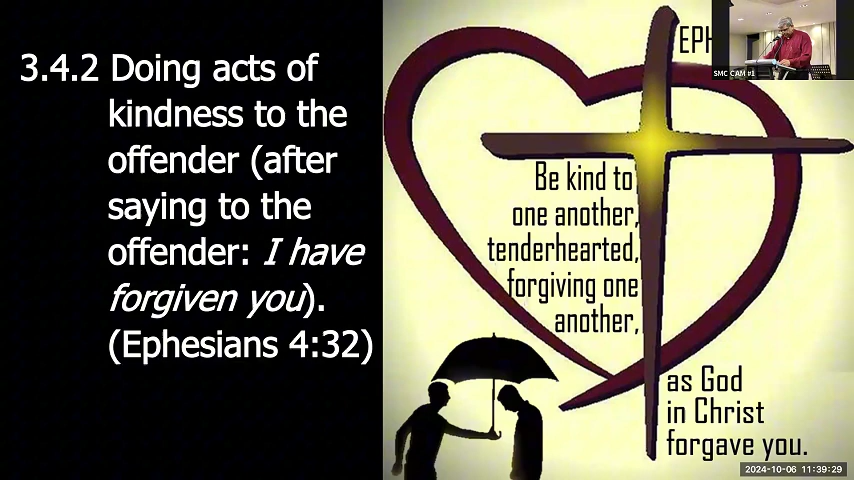 3.4.2 Doing acts of
kindness to the
offender (after
saying to the
offender: I have
forgiven you).
(Ephesians 4:32)
EPH
SMC CAM #1
Be kind to
one another,
tenderhearted,
forgiving one
another,
as God
in Christ
forgave you.
2024-10-06 11:39:29